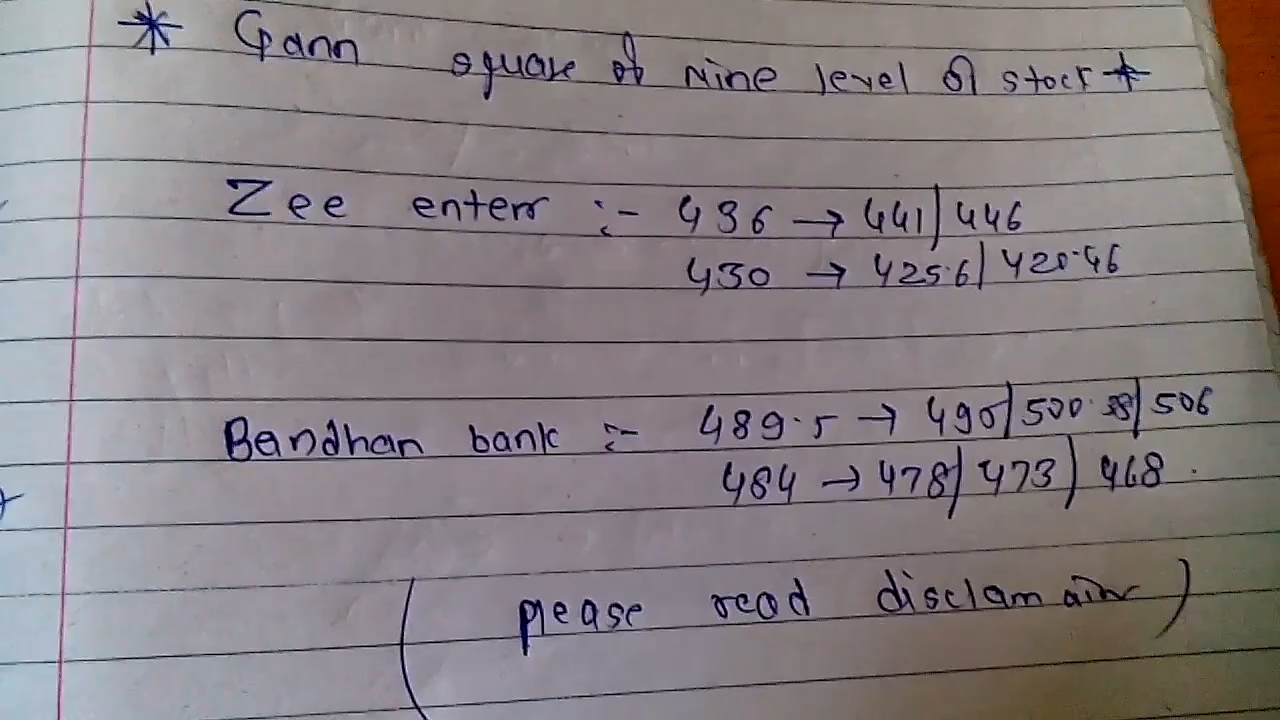 * Gann square of Nine level of stock *
Zee enterr :- 436 → 441/446
430 → 425.6/420.46
Bandhan bank :- 489.5 → 495/500.58/506
484 → 478/473/468.
(please read disclamair)